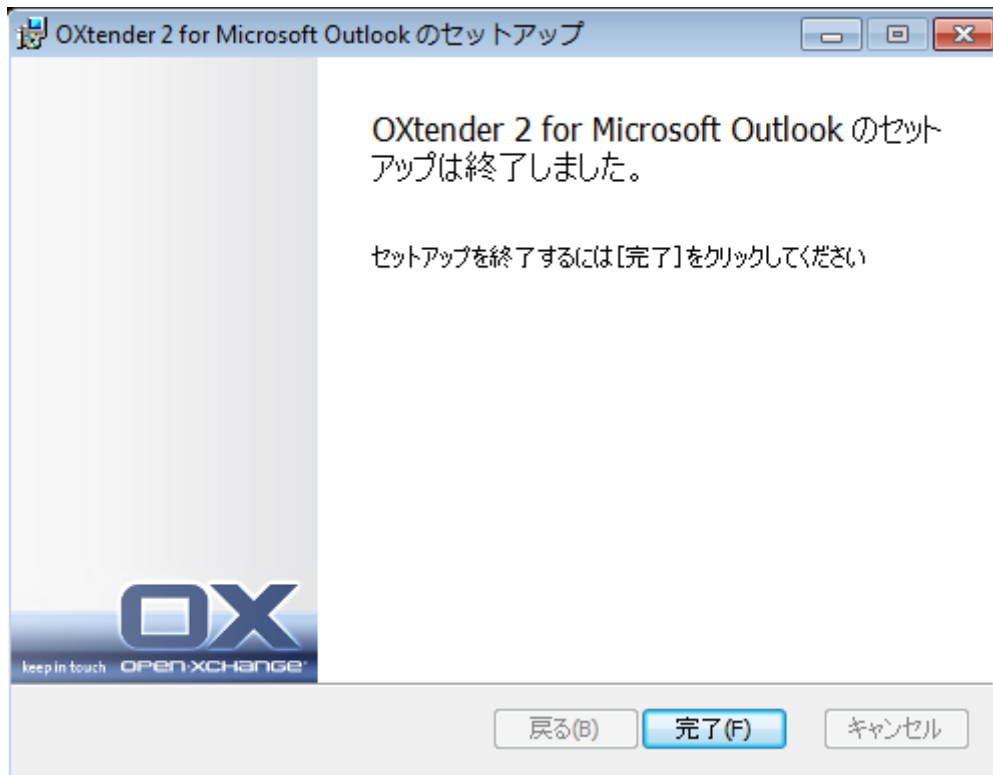 OXtender 2 for Microsoft Outlook のセットアップ
OXtender 2 for Microsoft Outlook のセット
アップは終了しました。
セットアップを終了するには[完了]をクリックしてください
OX
keep in touch OPEN-XCHANGE
戻る(B) 完了(F) キャンセル